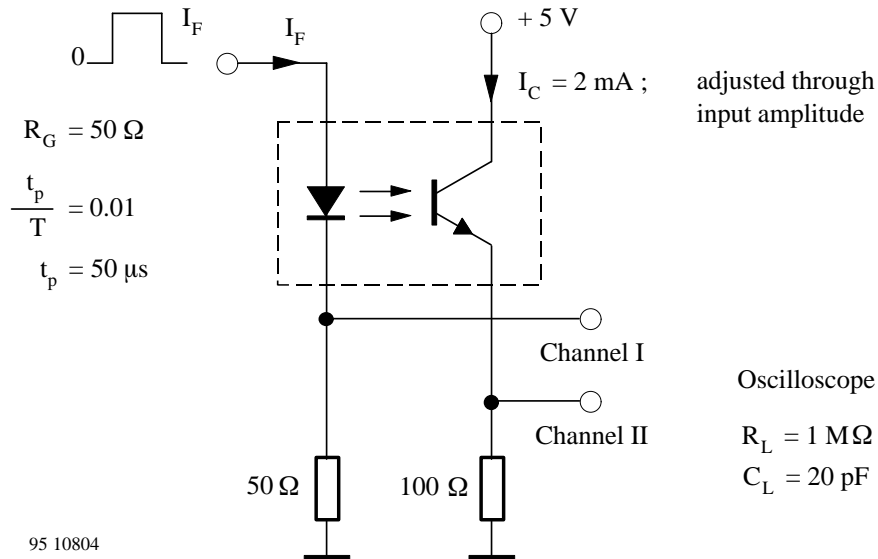 I_F
0
I_F
+ 5 V
I_C = 2 mA ;
adjusted through
input amplitude
R_G = 50 Ω
t_p
T
= 0.01
t_p = 50 µs
Channel I
Channel II
Oscilloscope
R_L = 1 MΩ
C_L = 20 pF
50 Ω
100 Ω
95 10804